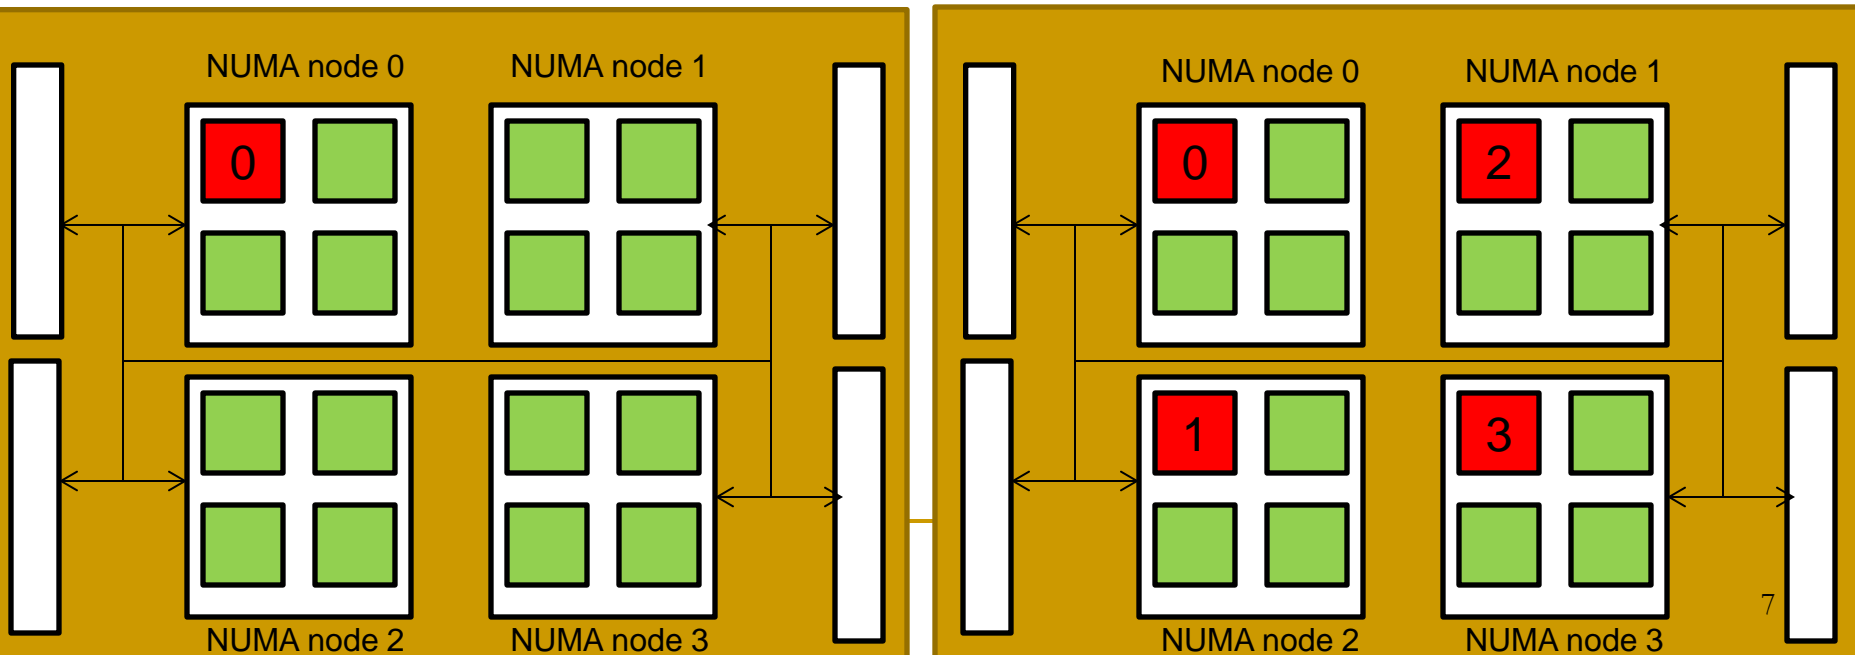 NUMA node 0 NUMA node 1
0
NUMA node 2 NUMA node 3
NUMA node 0 NUMA node 1
0 2
1 3
NUMA node 2 NUMA node 3
7